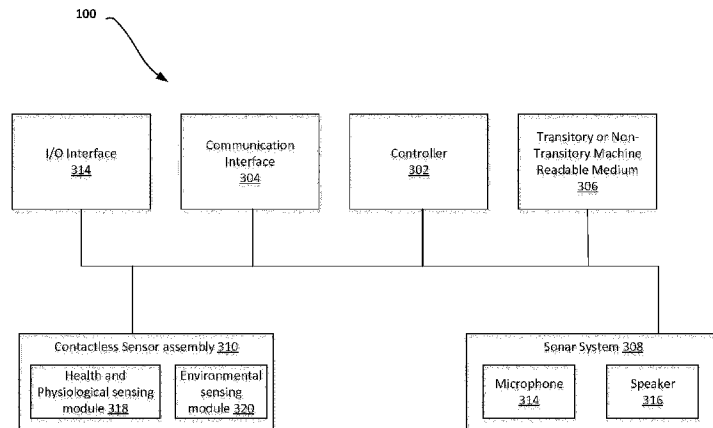 100
I/O Interface
314
Communication
Interface
304
Controller
302
Transitory or Non-
Transitory Machine
Readable Medium
306
Contactless Sensor assembly 310
Health and
Physiological sensing
module 318
Environmental
sensing
module 320
Sonar System 308
Microphone
314
Speaker
316